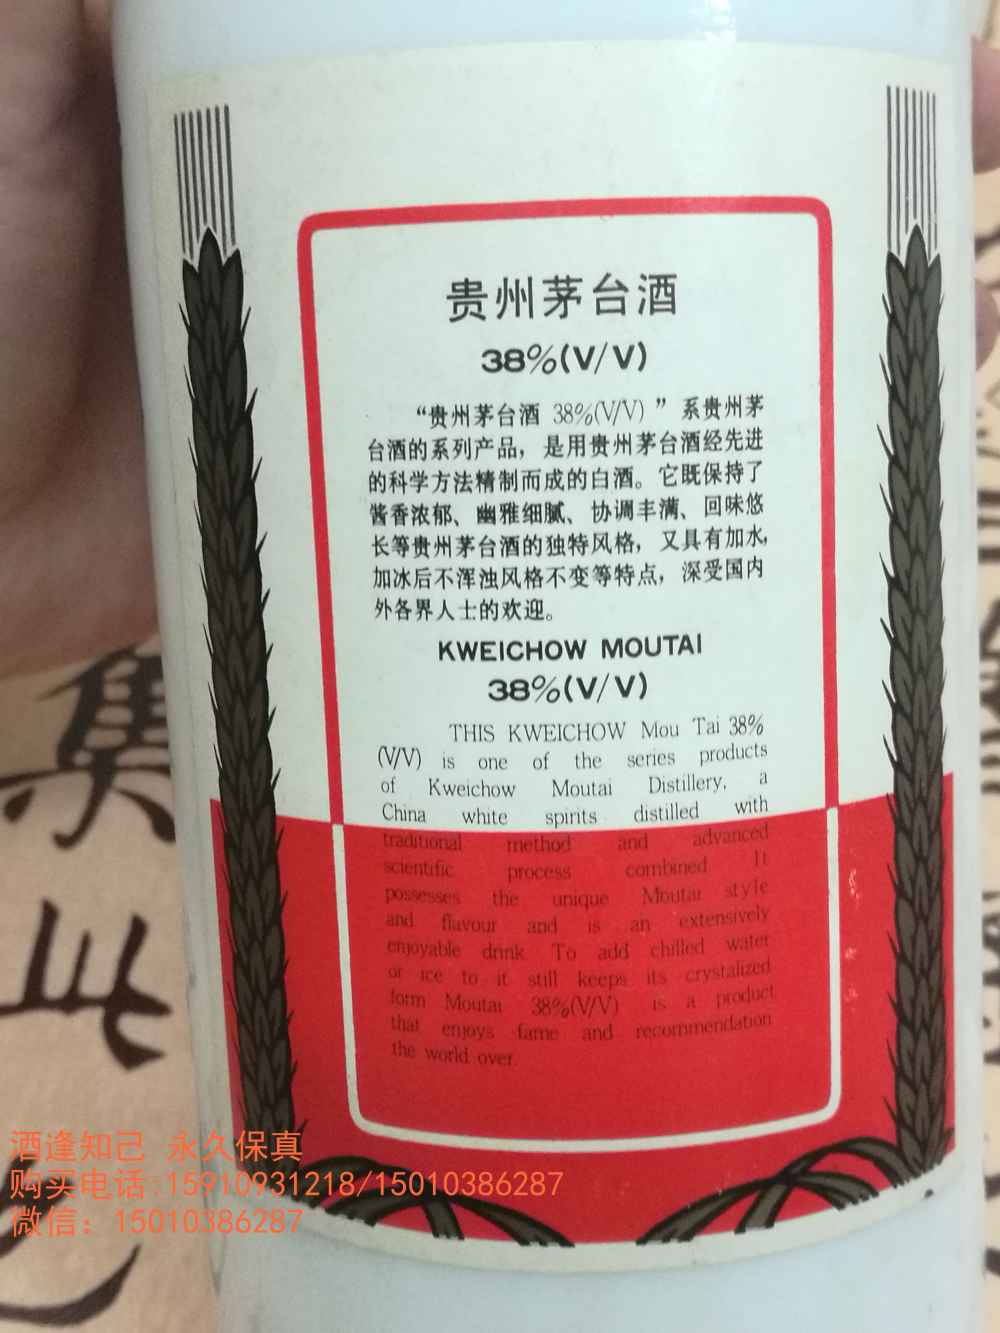 贵州茅台酒
38%(V/V)
“贵州茅台酒 38%(V/V)”系贵州茅
台酒的系列产品，是用贵州茅台酒经先进
的科学方法精制而成的白酒。它既保持了
酱香浓郁、幽雅细腻、协调丰满、回味悠
长等贵州茅台酒的独特风格，又具有加水,
加冰后不浑浊风格不变等特点，深受国内
外各界人士的欢迎。
KWEICHOW MOUTAI
38%(V/V)
THIS KWEICHOW Mou Tai 38%
(V/V) is one of the series products
of Kweichow Moutai Distillery, a
China white spirits distilled with
traditional method and advanced
scientific process combined. It
possesses the unique Moutai style
and flavour and is an extensively
enjoyable drink. To add chilled water
or ice to it still keeps its crystalized
form Moutai 38%(V/V) is a product
that enjoys fame and recommendation
the world over.
酒逢知己 永久保真
购买电话:15910931218/15010386287
微信：15010386287